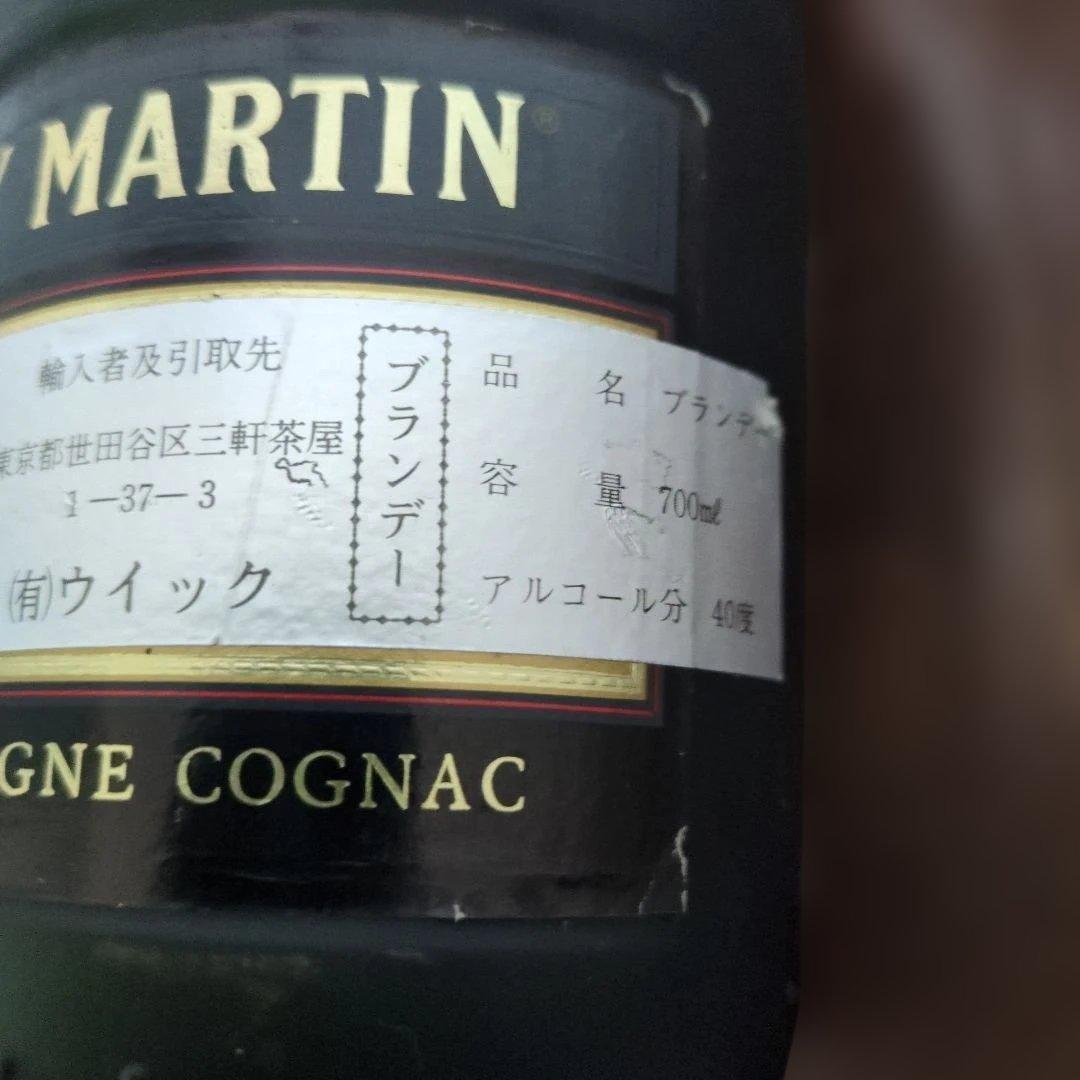 MARTIN®
輸入者及引取先
東京都世田谷区三軒茶屋
1－37－3
(有)ウイック
ブランデー
品 名 ブランデー
容 量 700㎖
アルコール分 40度
GNE COGNAC